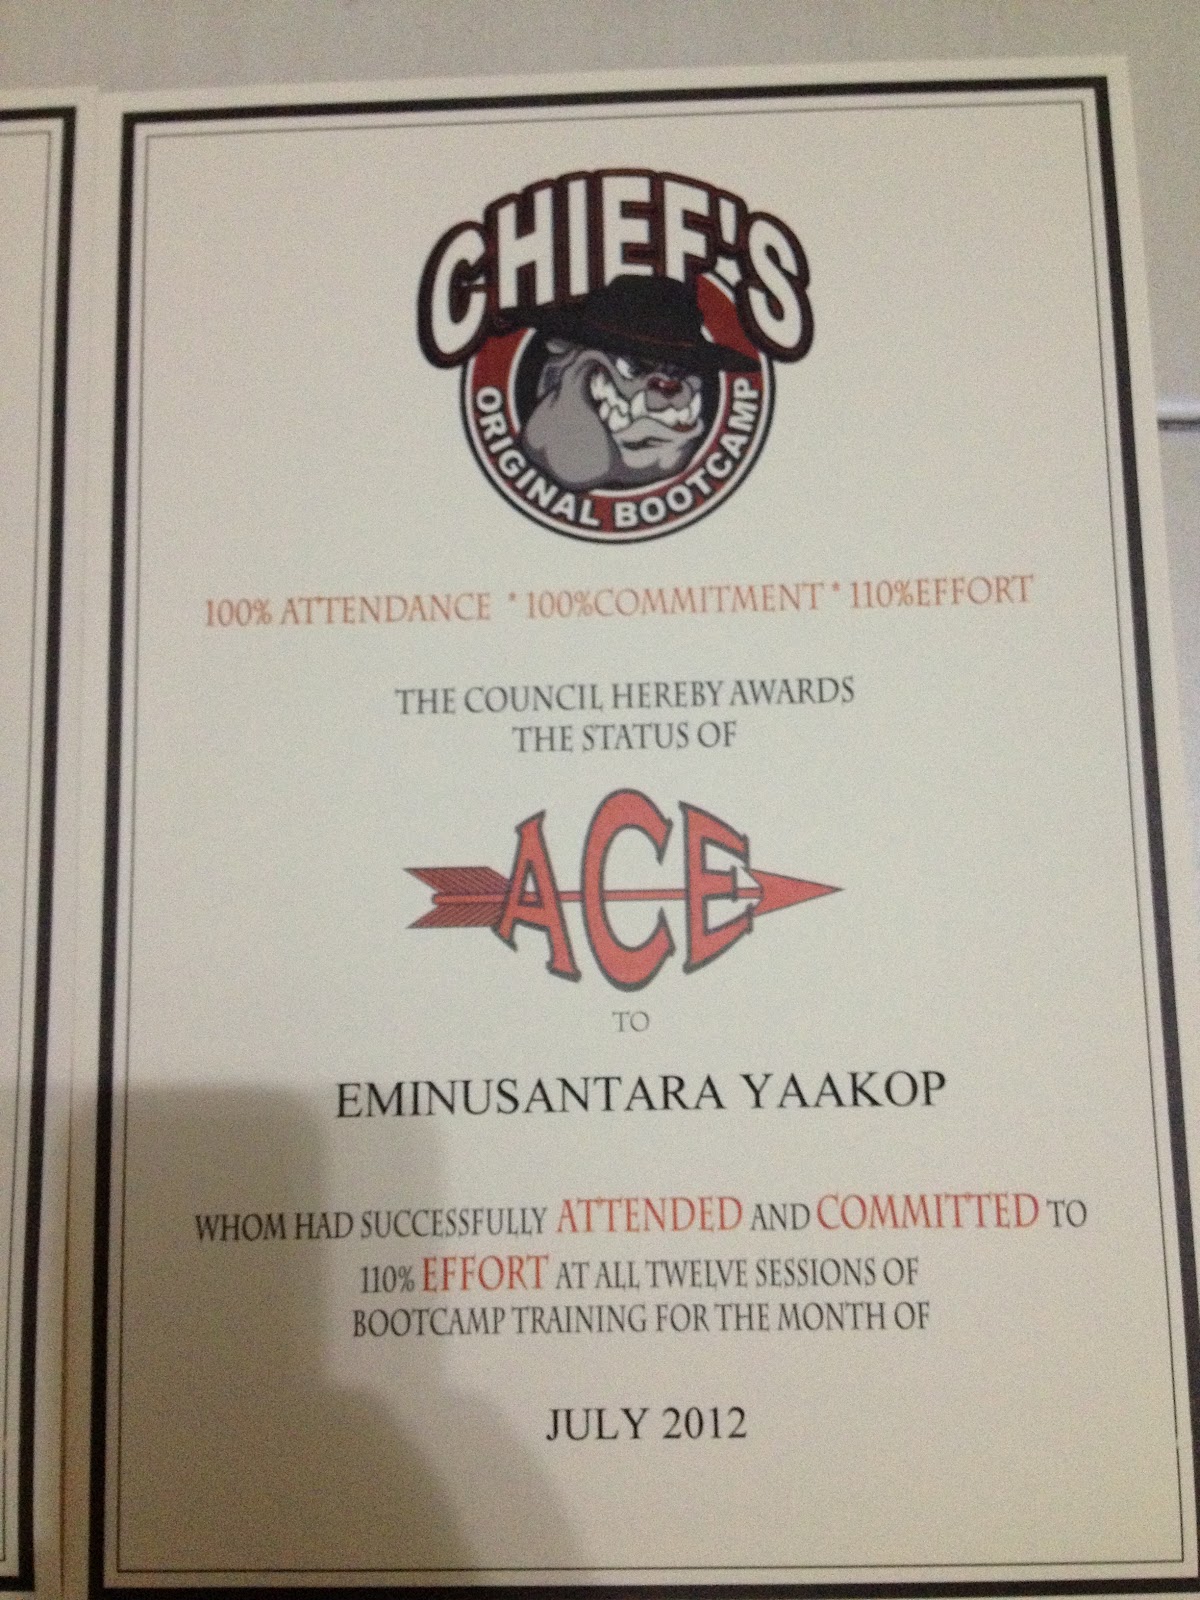 CHIEF'S
ORIGINAL BOOTCAMP
100% ATTENDANCE * 100%COMMITMENT * 110%EFFORT
THE COUNCIL HEREBY AWARDS
THE STATUS OF
ACE
TO
EMINUSANTARA YAAKOP
WHOM HAD SUCCESSFULLY ATTENDED AND COMMITTED TO
110% EFFORT AT ALL TWELVE SESSIONS OF
BOOTCAMP TRAINING FOR THE MONTH OF
JULY 2012